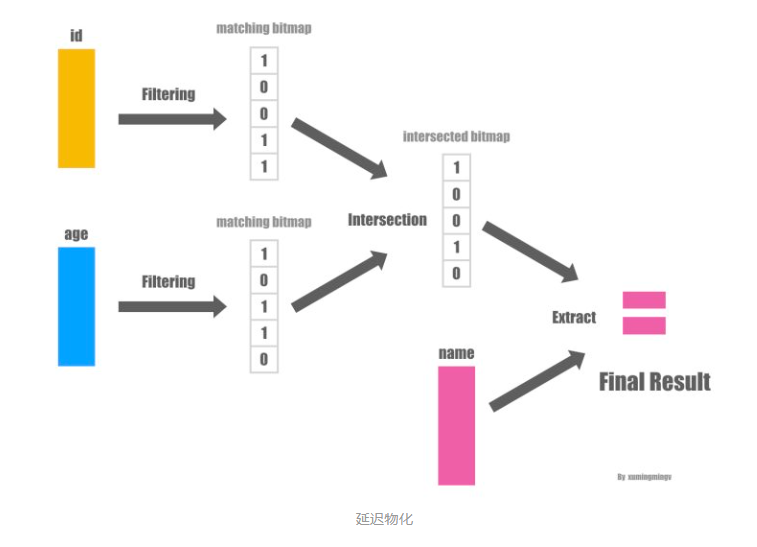 id
matching bitmap
Filtering
1
0
0
1
1
intersected bitmap
1
0
0
1
0
Intersection
age
matching bitmap
Filtering
1
0
1
1
0
Extract
name
Final Result
By xumingmingv
延迟物化